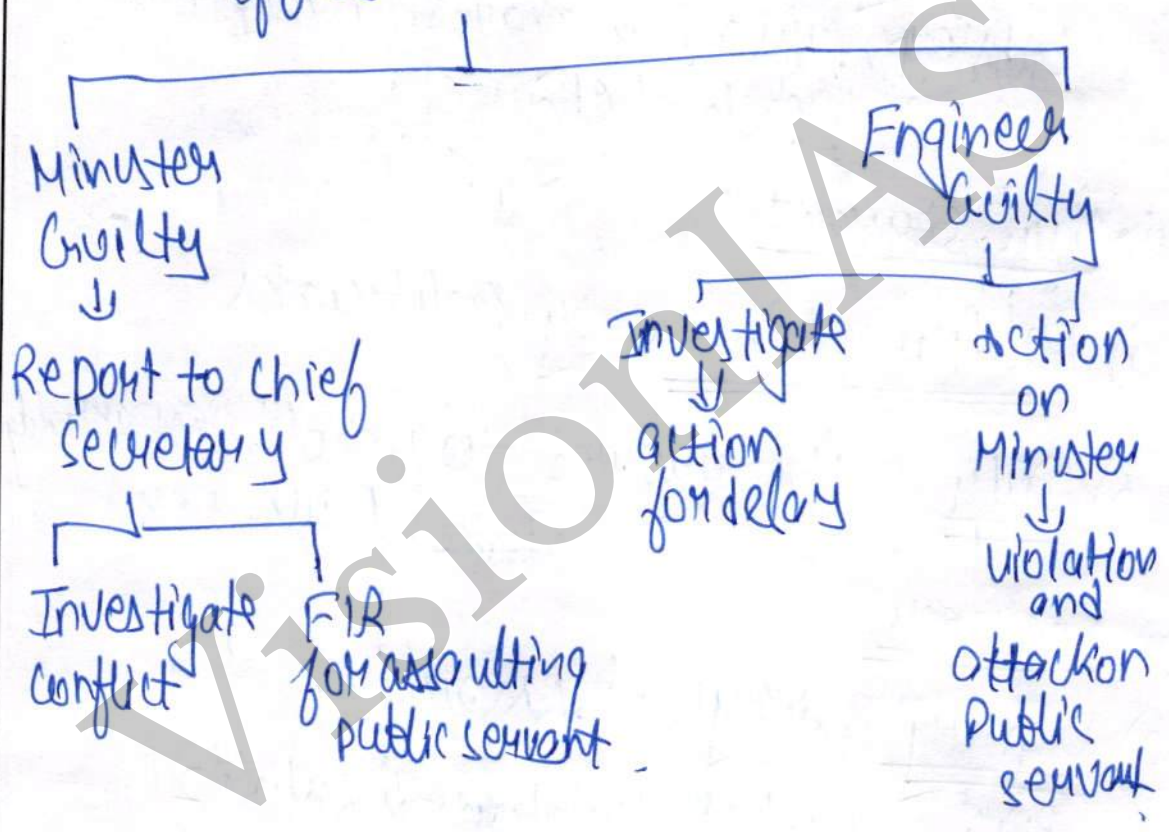 Minister
Guilty
↓
Report to chief
secretary
Investigate
conflict
FIR
for assaulting
public servant.
Engineer
Guilty
Investigate
↓
action
for delay
action
on
Minister
↓
violation
and
attack on
Public
servant.
VisionIAS